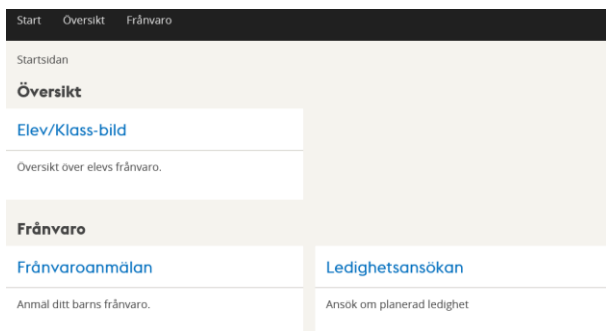 Start Översikt Frånvaro
Startsidan
Översikt
Elev/Klass-bild
Översikt över elevs frånvaro.
Frånvaro
Frånvaroanmälan
Anmäl ditt barns frånvaro.
Ledighetsansökan
Ansök om planerad ledighet